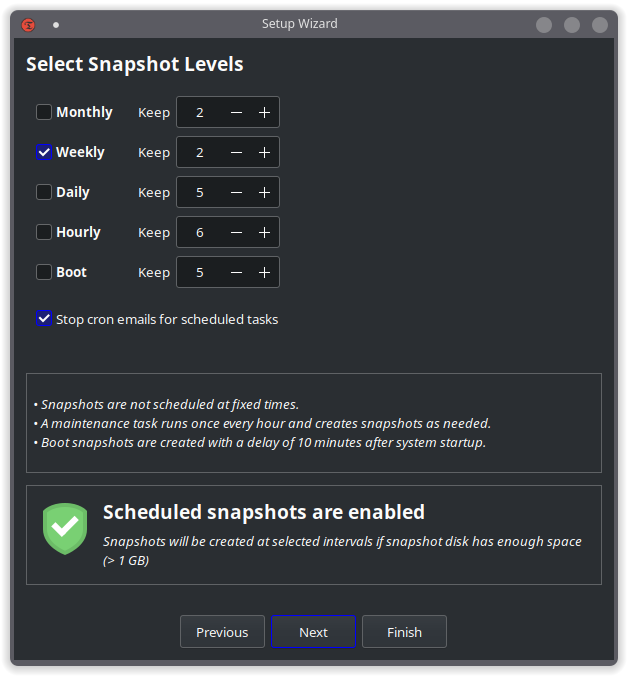 Setup Wizard
Select Snapshot Levels
Monthly Keep 2
Weekly Keep 2
Daily Keep 5
Hourly Keep 6
Boot Keep 5
Stop cron emails for scheduled tasks
• Snapshots are not scheduled at fixed times.
• A maintenance task runs once every hour and creates snapshots as needed.
• Boot snapshots are created with a delay of 10 minutes after system startup.
Scheduled snapshots are enabled
Snapshots will be created at selected intervals if snapshot disk has enough space
(> 1 GB)
Previous Next Finish